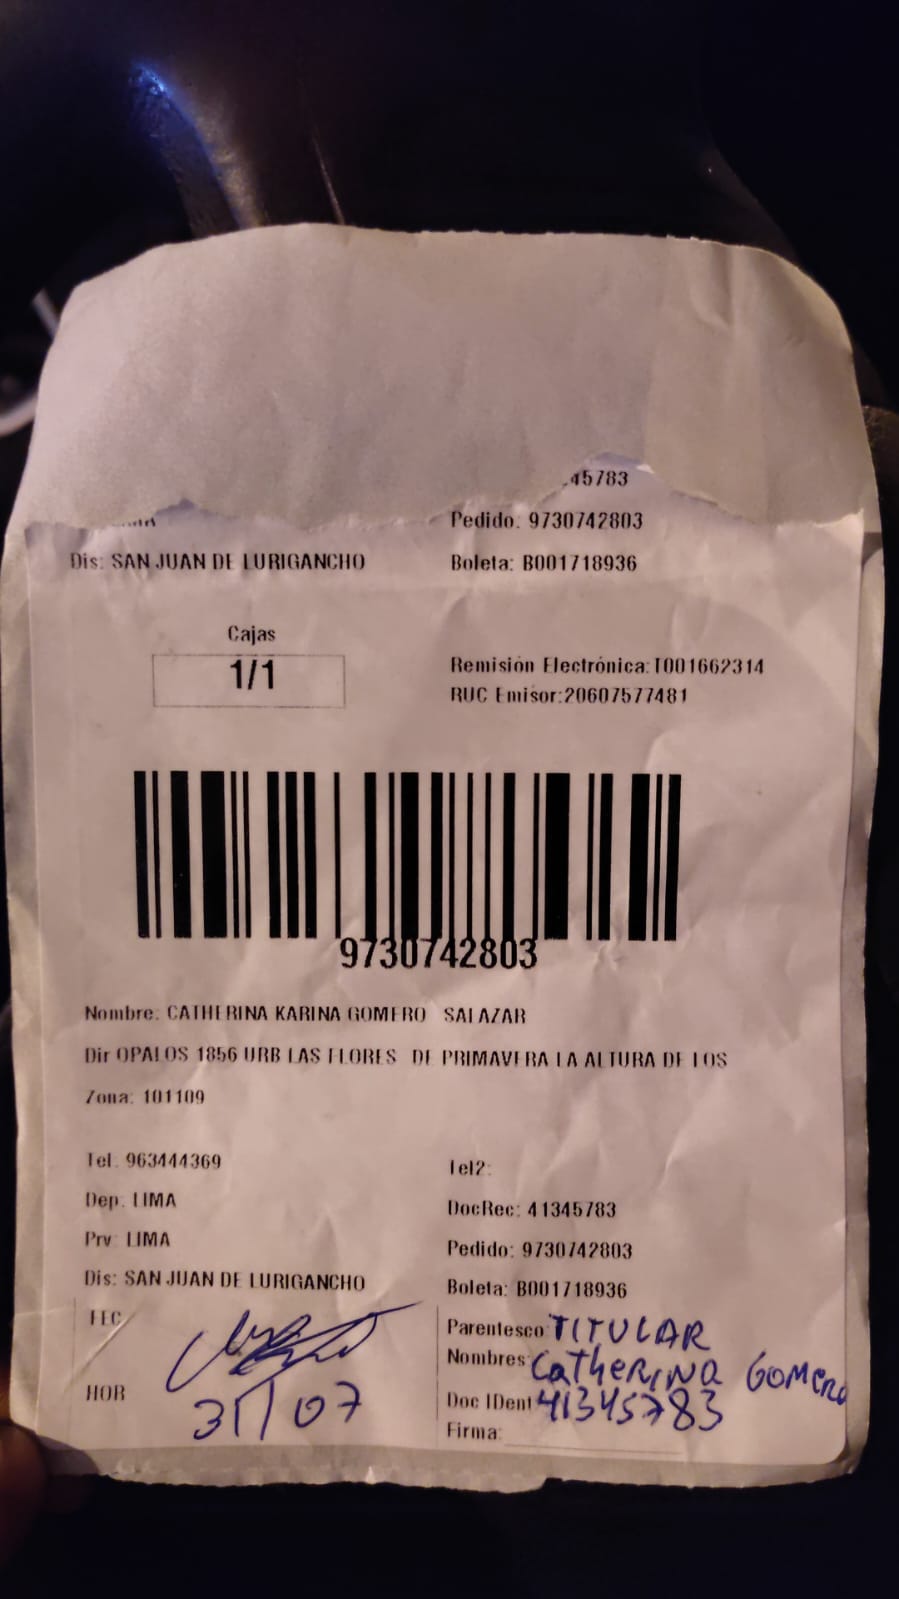 45783
Pedido: 9730742803
Dis: SAN JUAN DE LURIGANCHO
Boleta: B001718936
Cajas
1/1
Remisión Electrónica:T001662314
RUC Emisor:20607577481
9730742803
Nombre: CATHERINA KARINA GOMERO SALAZAR
Dir OPALOS 1856 URB LAS FLORES DE PRIMAVERA LA ALTURA DE LOS
Zona: 101109
Tel: 963444369
Tel2:
Dep: LIMA
DocRec: 41345783
Prv: LIMA
Pedido: 9730742803
Dis: SAN JUAN DE LURIGANCHO
Boleta: B001718936
FEC
Parentesco TITULAR
Nombres: CATHERINA GOMERO
HOR
31/07
Doc IDent 41345783
Firma: